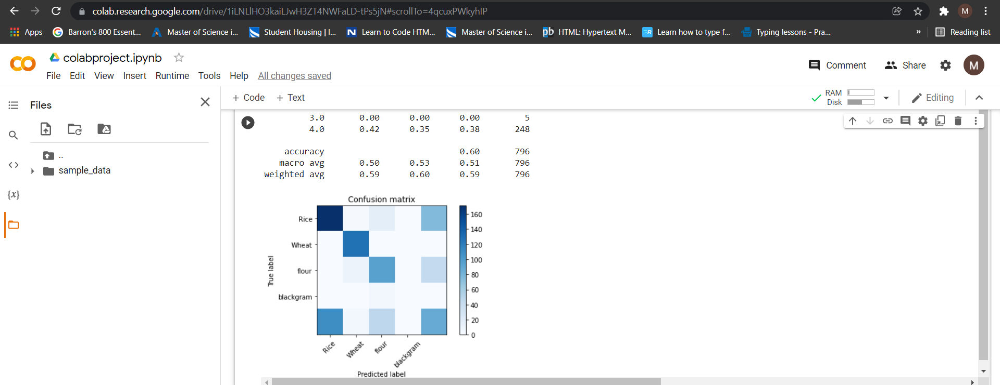 colab.research.google.com/drive/1iLNLlHO3kaiLJwH3ZT4NWFaLD-tPs5jN#scrollTo=4qcuxPWkyhIP
M
Apps Barron's 800 Essent... Master of Science i... Student Housing | I... Learn to Code HTM... Master of Science i... HTML: Hypertext M... Learn how to type f... Typing lessons - Pra... » Reading list
colabproject.ipynb
Comment Share M
File Edit View Insert Runtime Tools Help All changes saved
Files
+ Code + Text
RAM
Disk
Editing
3.0 0.00 0.00 0.00 5
4.0 0.42 0.35 0.38 248
accuracy 0.60 796
macro avg 0.50 0.53 0.51 796
weighted avg 0.59 0.60 0.59 796
..
sample_data
{x}
Confusion matrix
True label
Rice
Wheat
flour
blackgram
Rice Wheat flour blackgram
Predicted label
160
140
120
100
80
60
40
20
0